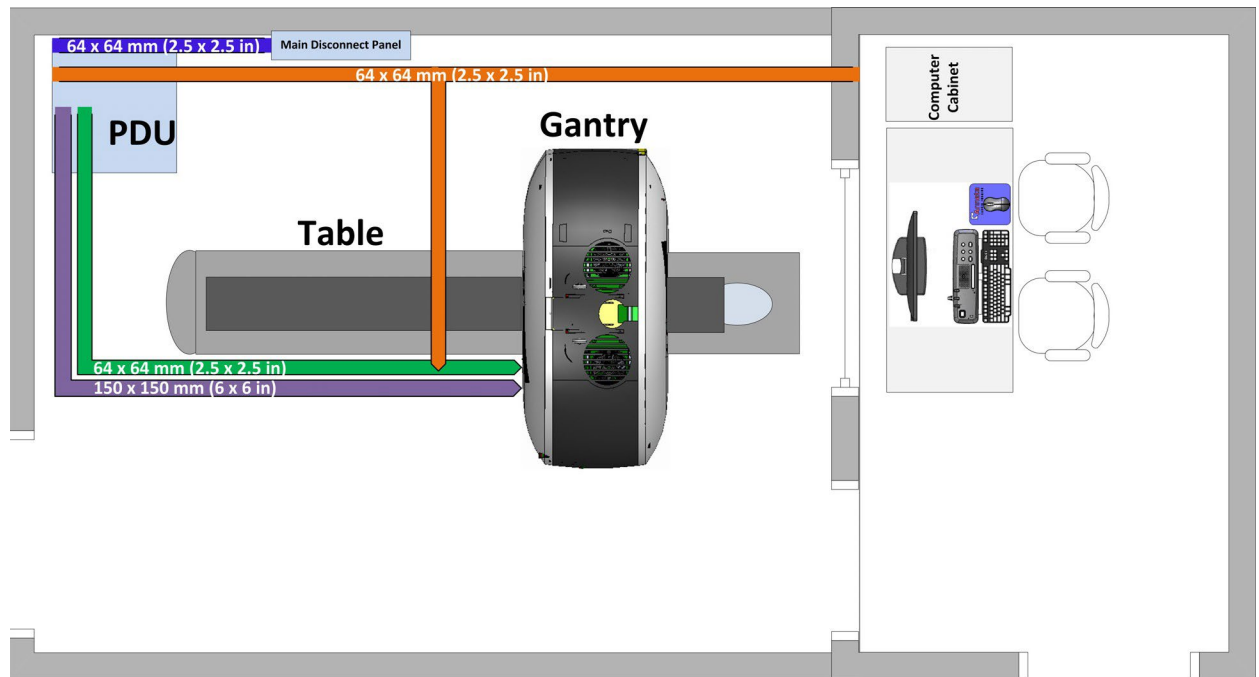 64 x 64 mm (2.5 x 2.5 in)
Main Disconnect Panel
64 x 64 mm (2.5 x 2.5 in)
Computer
Cabinet
PDU
Gantry
Table
64 x 64 mm (2.5 x 2.5 in)
150 x 150 mm (6 x 6 in)